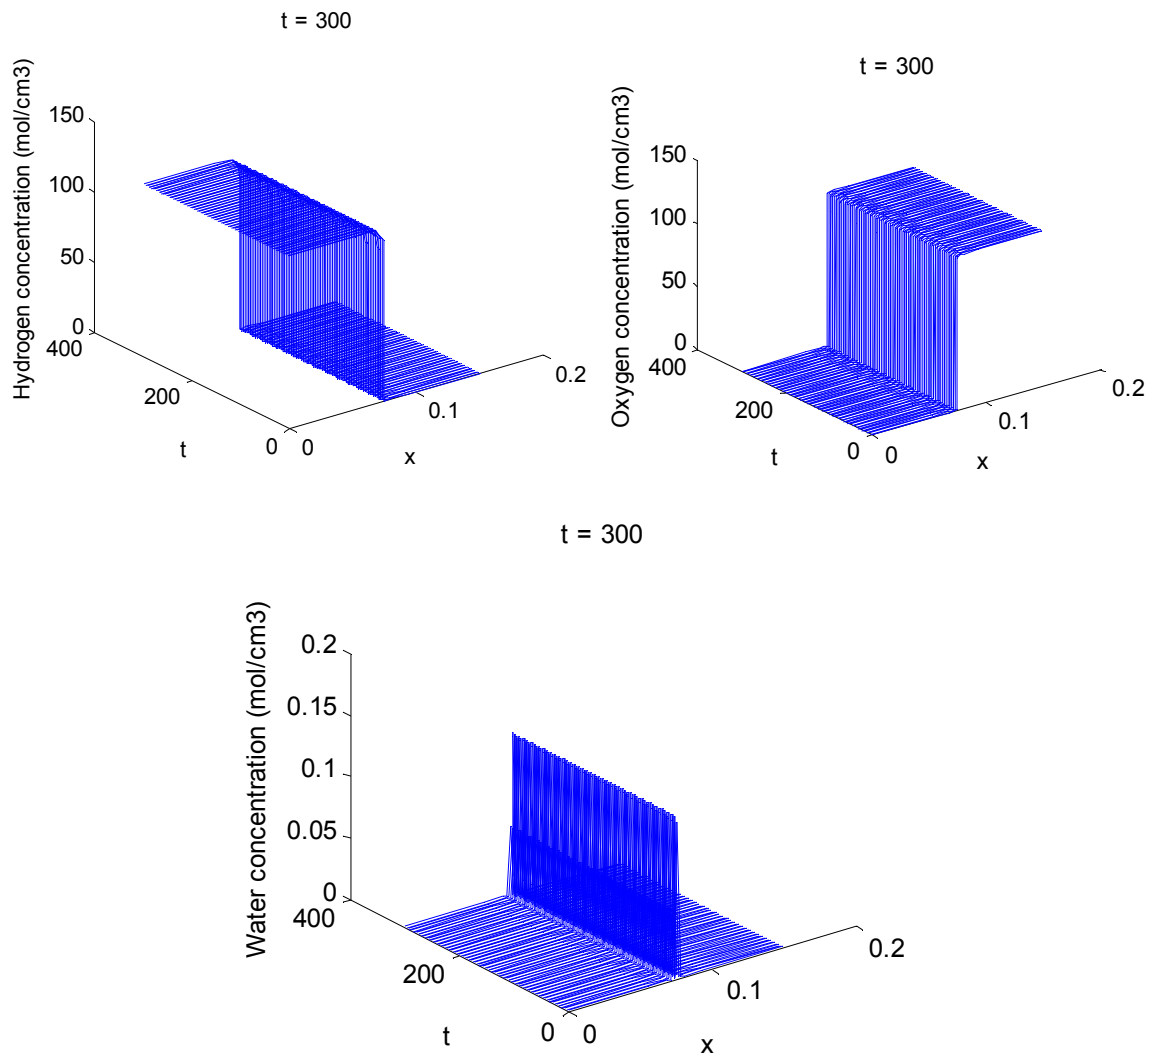 t = 300
Hydrogen concentration (mol/cm3)
150
100
50
0
400
200
0
t
0
0.1
0.2
x
t = 300
Oxygen concentration (mol/cm3)
150
100
50
0
400
200
0
t
0
0.1
0.2
x
t = 300
Water concentration (mol/cm3)
0.2
0.15
0.1
0.05
0
400
200
0
t
0
0.1
0.2
x